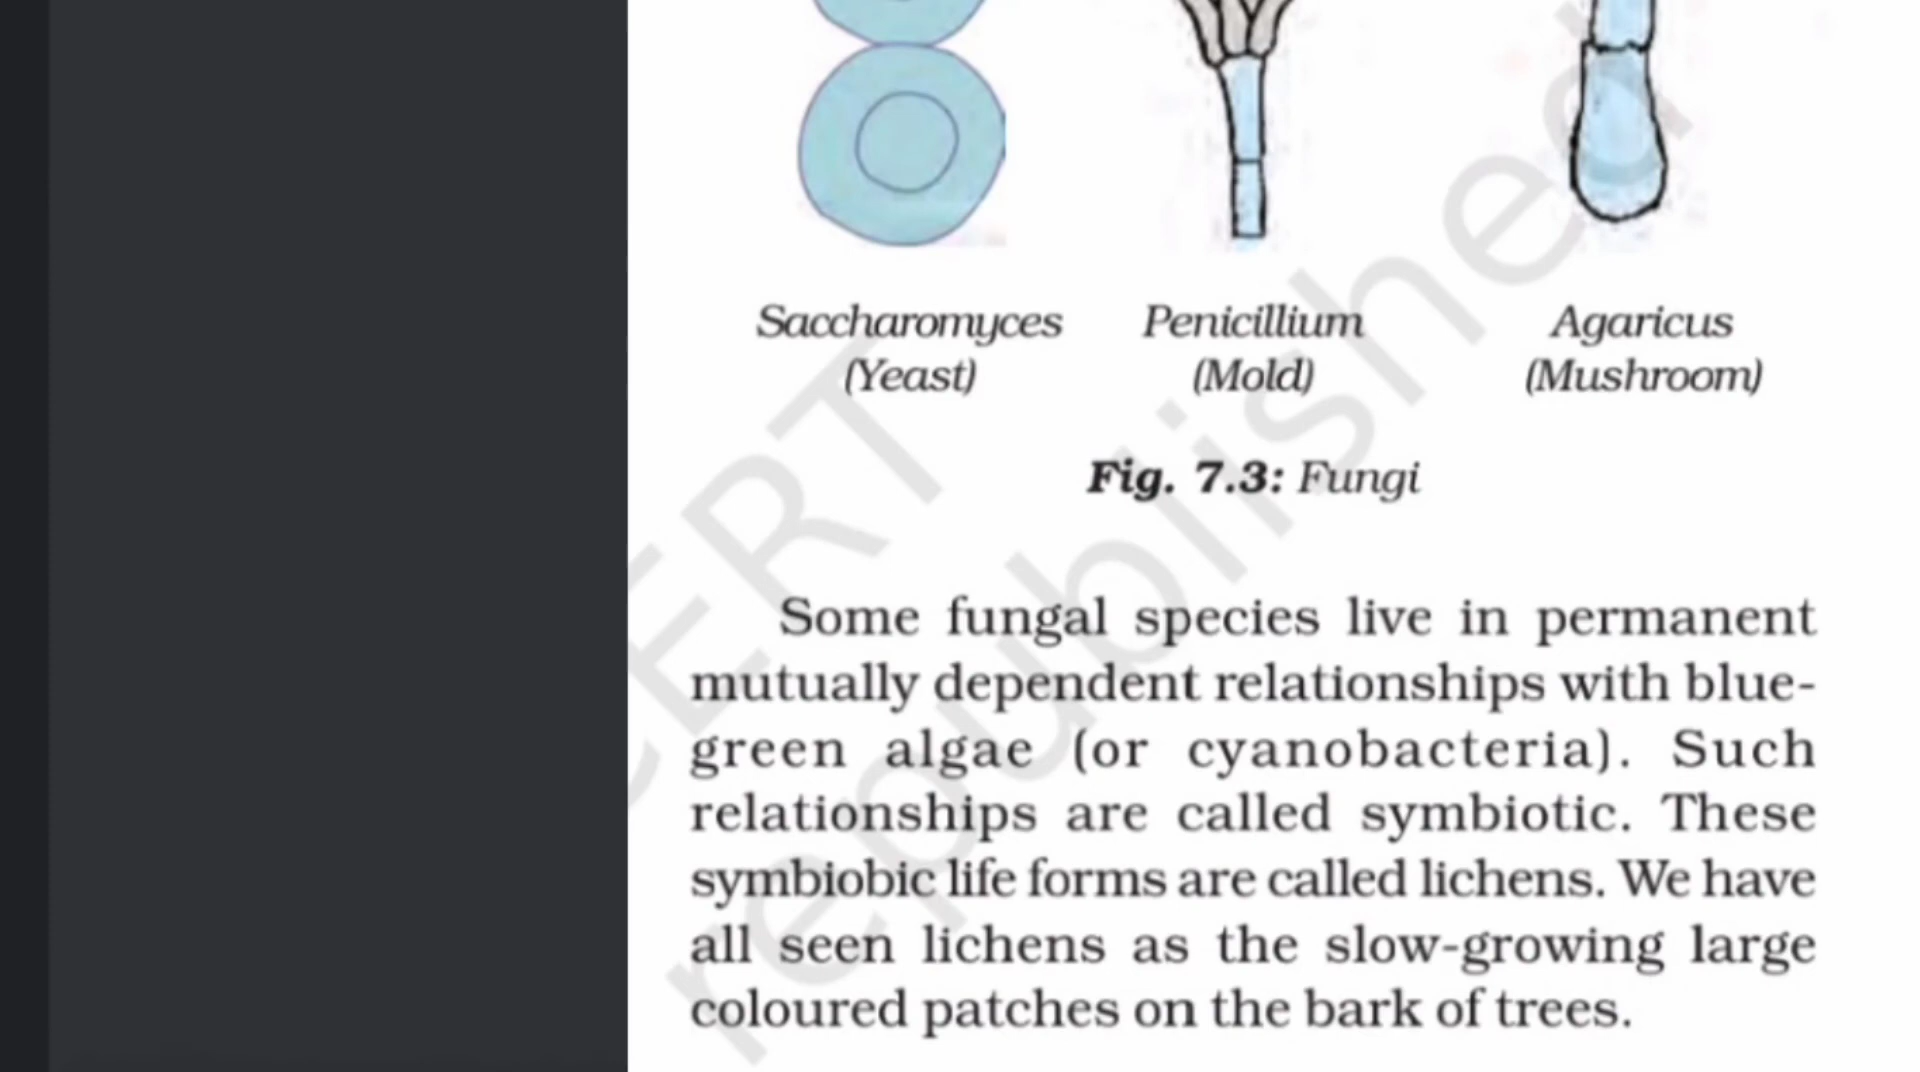 Saccharomyces Penicillium Agaricus
(Yeast) (Mold) (Mushroom)
Fig. 7.3: Fungi
Some fungal species live in permanent
mutually dependent relationships with blue-
green algae (or cyanobacteria). Such
relationships are called symbiotic. These
symbiobic life forms are called lichens. We have
all seen lichens as the slow-growing large
coloured patches on the bark of trees.
ERT
republished